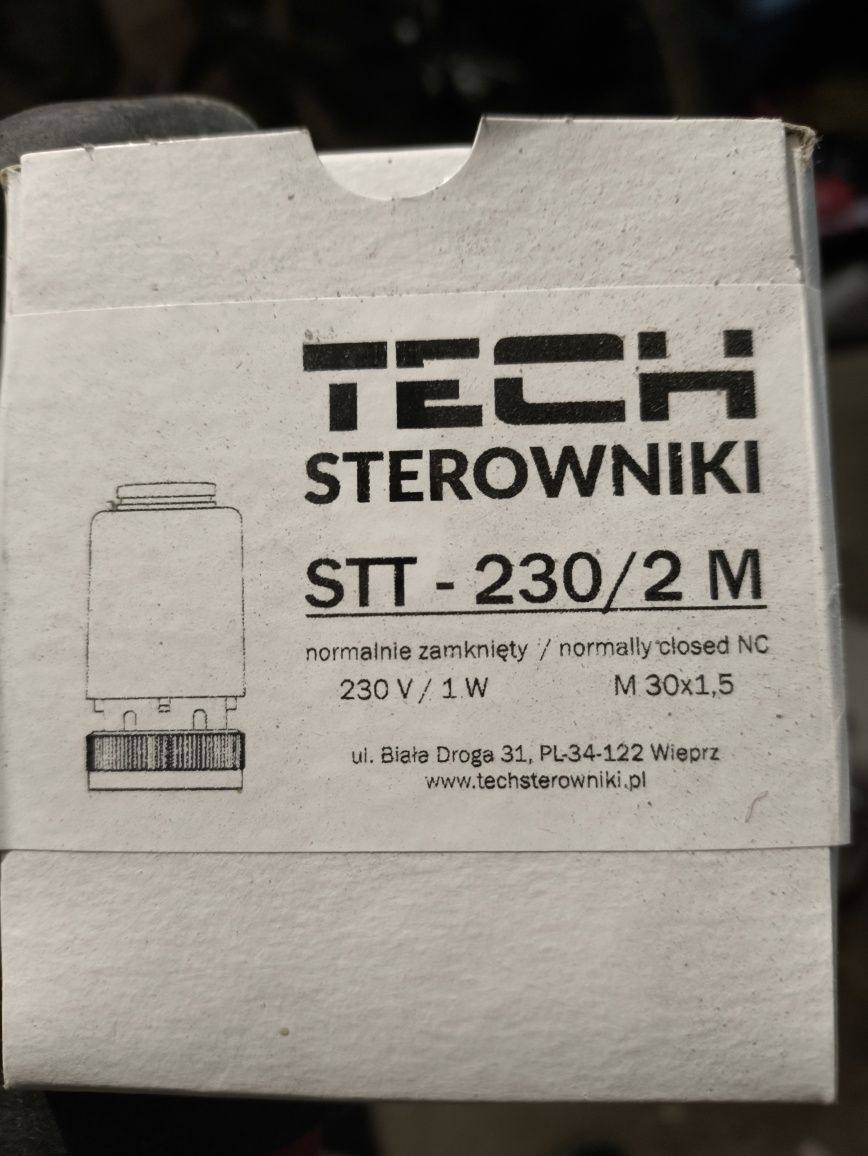 TECH
STEROWNIKI
STT - 230/2 M
normalnie zamknięty / normally closed NC
230 V / 1 W M 30x1,5
ul. Biała Droga 31, PL-34-122 Wieprz
www.techsterowniki.pl